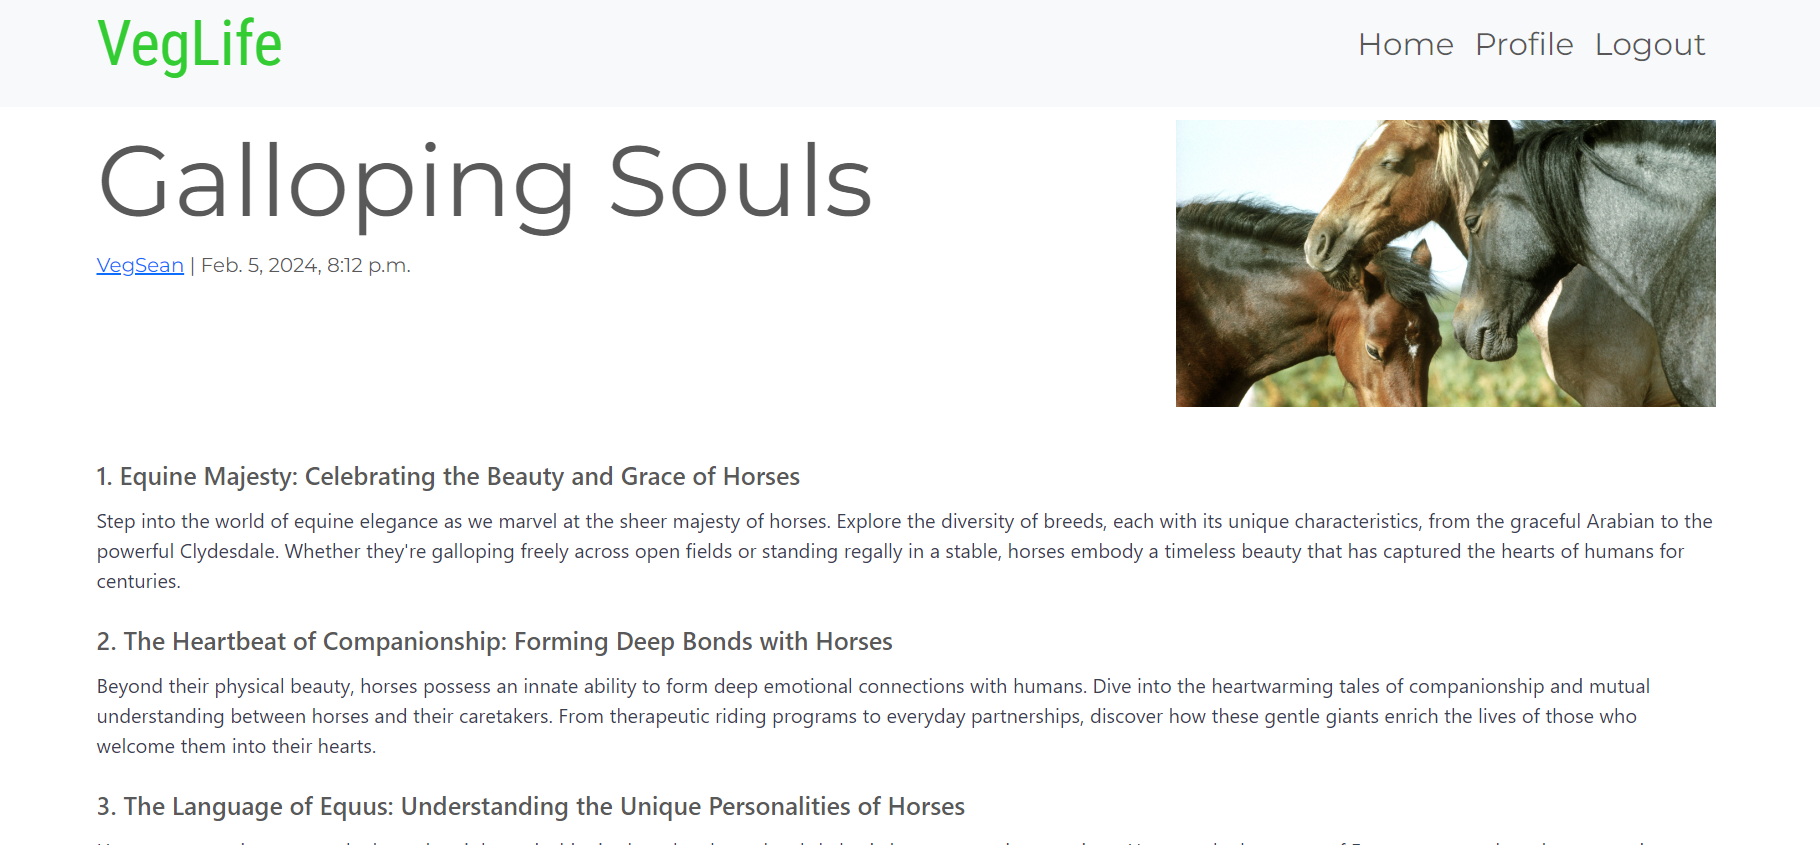 VegLife
Home Profile Logout
Galloping Souls
VegSean | Feb. 5, 2024, 8:12 p.m.
1. Equine Majesty: Celebrating the Beauty and Grace of Horses
Step into the world of equine elegance as we marvel at the sheer majesty of horses. Explore the diversity of breeds, each with its unique characteristics, from the graceful Arabian to the
powerful Clydesdale. Whether they're galloping freely across open fields or standing regally in a stable, horses embody a timeless beauty that has captured the hearts of humans for
centuries.
2. The Heartbeat of Companionship: Forming Deep Bonds with Horses
Beyond their physical beauty, horses possess an innate ability to form deep emotional connections with humans. Dive into the heartwarming tales of companionship and mutual
understanding between horses and their caretakers. From therapeutic riding programs to everyday partnerships, discover how these gentle giants enrich the lives of those who
welcome them into their hearts.
3. The Language of Equus: Understanding the Unique Personalities of Horses